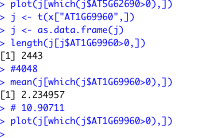 > plot(j[which(j$AT5G62690>0),])
> j <- t(x["AT1G69960",])
> j <- as.data.frame(j)
> length(j[j$AT1G69960>0,])
[1] 2443
> #4048
> mean(j[which(j$AT1G69960>0),])
[1] 2.234957
> # 10.90711
> plot(j[which(j$AT1G69960>0),])
>